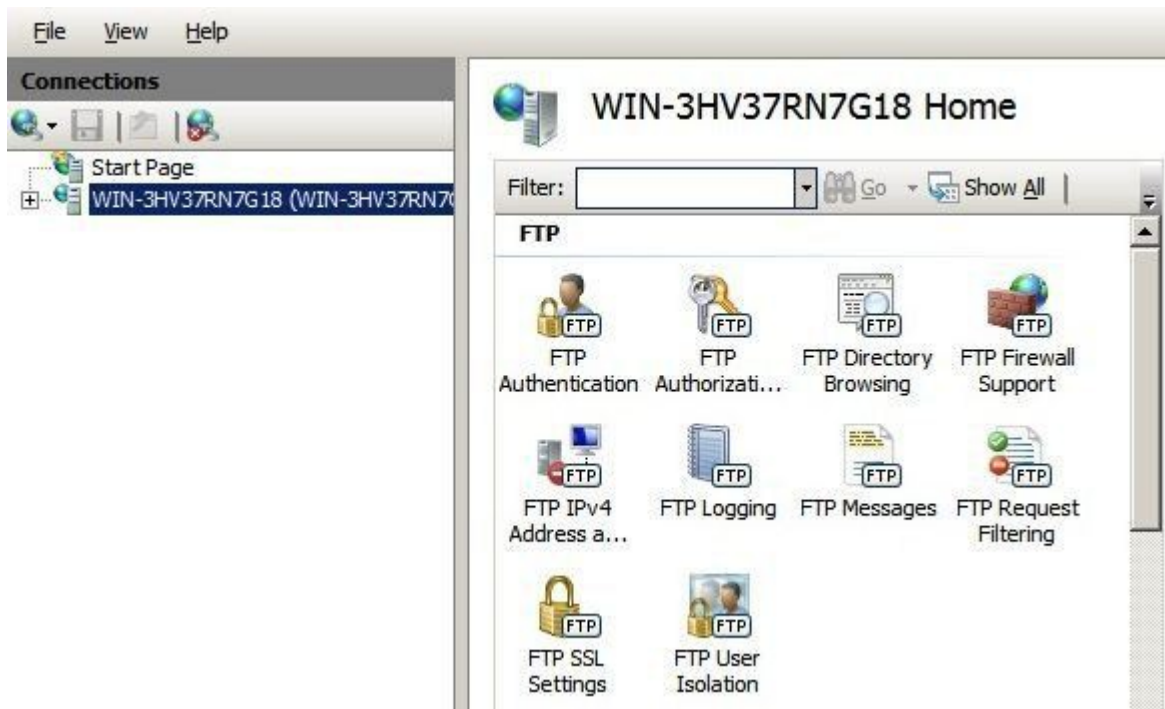 File View Help
Connections
Start Page
WIN-3HV37RN7G18 (WIN-3HV37RN7
WIN-3HV37RN7G18 Home
Filter: Go Show All
FTP
FTP FTP FTP FTP
FTP FTP FTP Directory FTP Firewall
Authentication Authorizati... Browsing Support
FTP FTP FTP FTP
FTP IPv4 FTP Logging FTP Messages FTP Request
Address a... Filtering
FTP FTP
FTP SSL FTP User
Settings Isolation